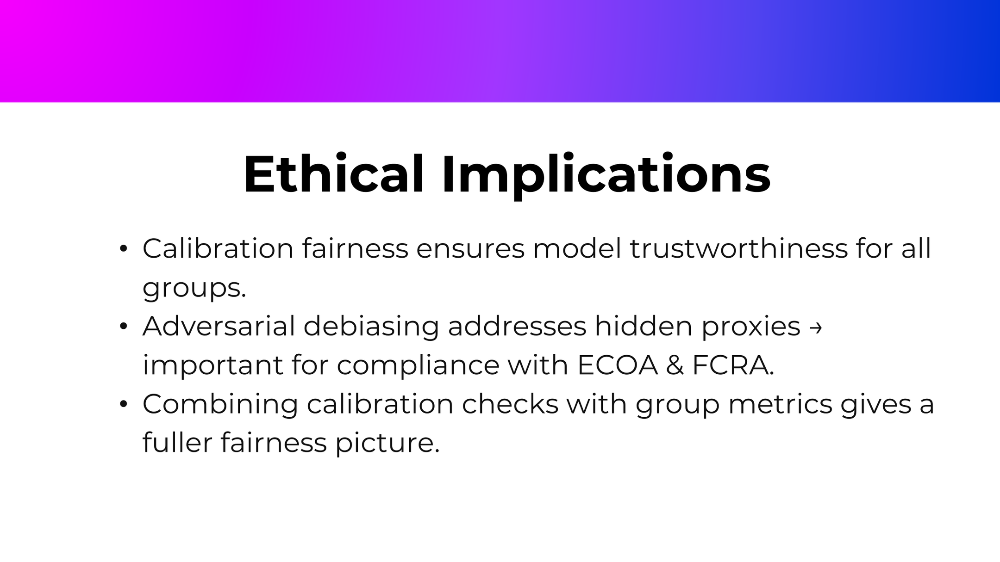 Ethical Implications
• Calibration fairness ensures model trustworthiness for all
groups.
• Adversarial debiasing addresses hidden proxies →
important for compliance with ECOA & FCRA.
• Combining calibration checks with group metrics gives a
fuller fairness picture.